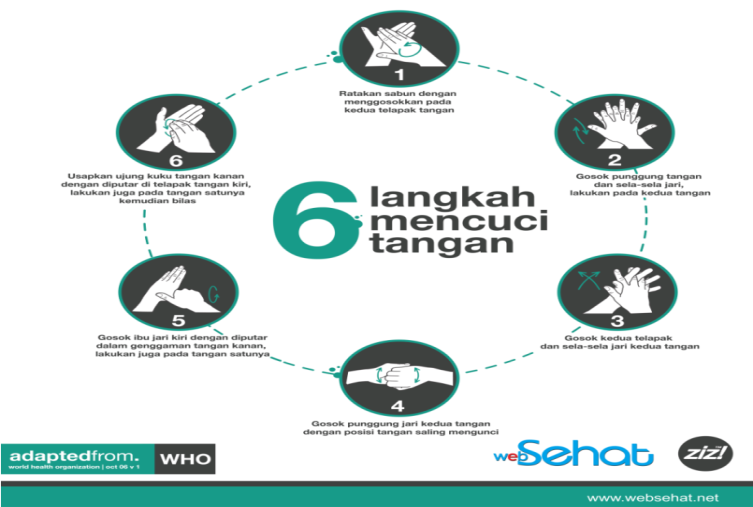 1
Ratakan sabun dengan
menggosokkan pada
kedua telapak tangan
2
Gosok punggung tangan
dan sela-sela jari,
lakukan pada kedua tangan
3
Gosok kedua telapak
dan sela-sela jari kedua tangan
4
Gosok punggung jari kedua tangan
dengan posisi tangan saling mengunci
5
Gosok ibu jari kiri dengan diputar
dalam genggaman tangan kanan,
lakukan juga pada tangan satunya
6
Usapkan ujung kuku tangan kanan
dengan diputar di telapak tangan kiri,
lakukan juga pada tangan satunya
kemudian bilas
6 langkah
mencuci
tangan
adaptedfrom.
world health organization | oct 06 v 1
WHO
webSehat
ziz!
www.websehat.net